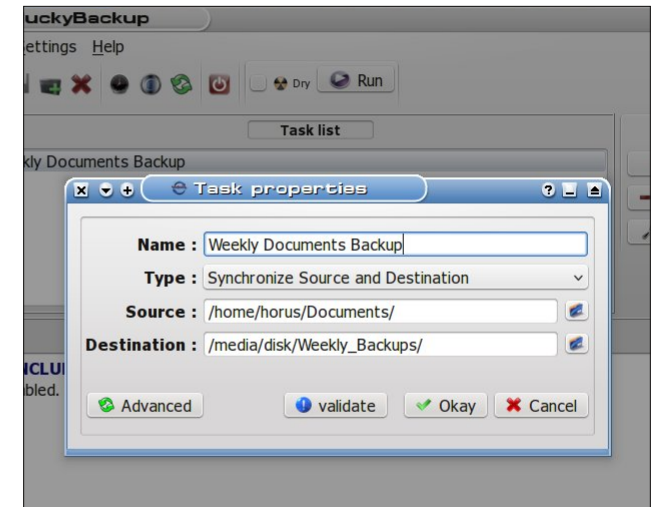 uckyBackup
ettings Help
Dry Run
Task list
kly Documents Backup
Task properties
Name : Weekly Documents Backup
Type : Synchronize Source and Destination
Source : /home/horus/Documents/
Destination : /media/disk/Weekly_Backups/
NCLU
bled.
Advanced validate Okay Cancel